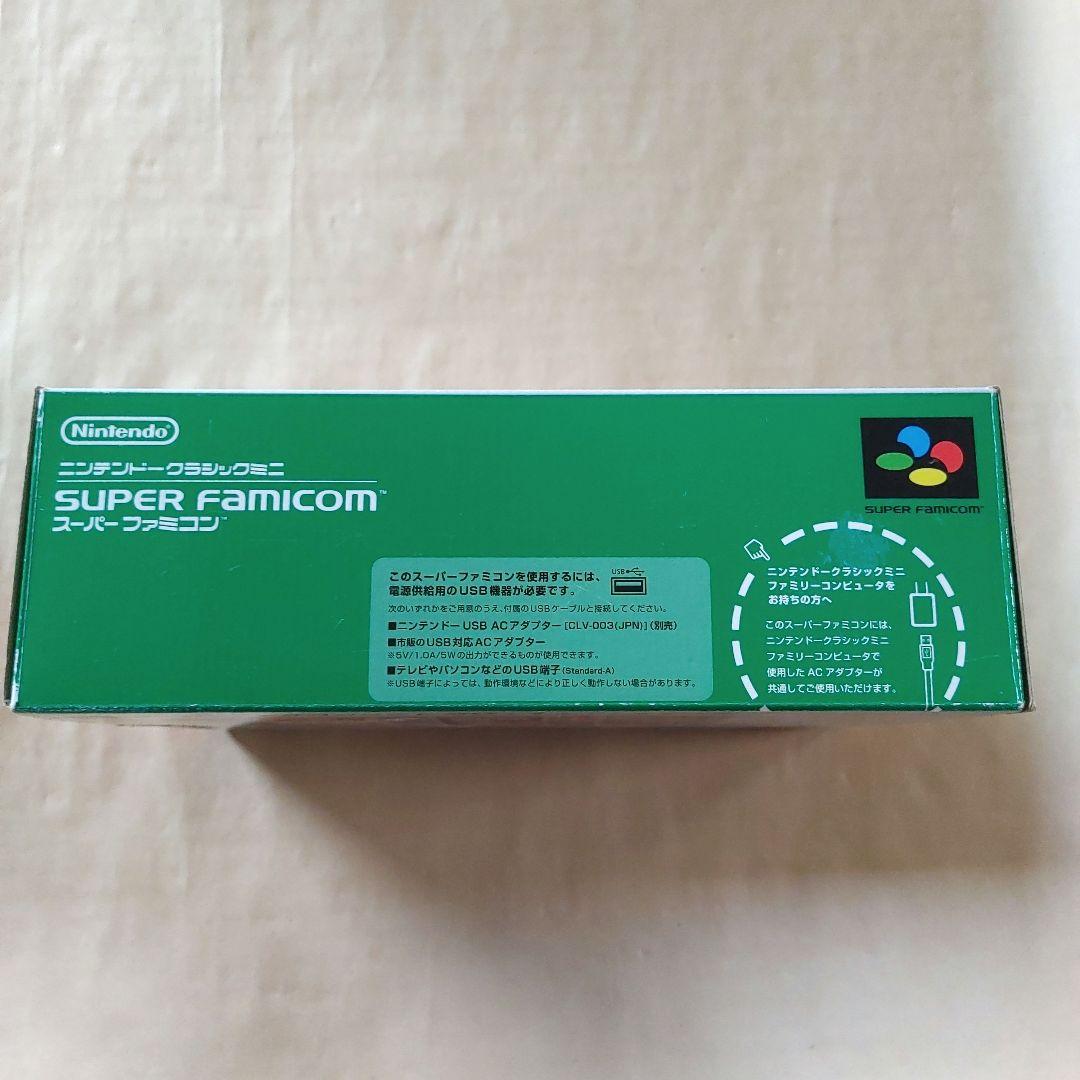 Nintendo
ニンテンドークラシックミニ
SUPER FAMICOM™
スーパーファミコン™
SUPER FAMICOM™
このスーパーファミコンを使用するには、
電源供給用のUSB機器が必要です。
USB
次のいずれかをご用意のうえ、付属のUSBケーブルと接続してください。
■ニンテンドー USB ACアダプター [CLV-003(JPN)](別売)
■市販のUSB対応ACアダプター
※5V/1.0A/5Wの出力ができるものが使用できます。
■テレビやパソコンなどのUSB端子(Standard-A)
※USB端子によっては、動作環境などにより正しく動作しない場合があります。
ニンテンドークラシックミニ
ファミリーコンピュータを
お持ちの方へ
このスーパーファミコンには、
ニンテンドークラシックミニ
ファミリーコンピュータで
使用した ACアダプターが
共通してご使用いただけます。